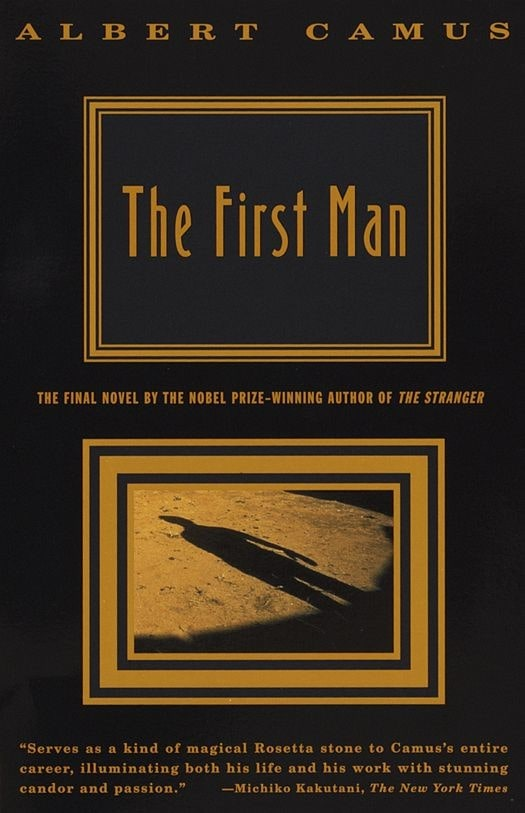 ALBERT CAMUS
The First Man
THE FINAL NOVEL BY THE NOBEL PRIZE-WINNING AUTHOR OF THE STRANGER
“Serves as a kind of magical Rosetta stone to Camus’s entire
career, illuminating both his life and his work with stunning
candor and passion.” —Michiko Kakutani, The New York Times